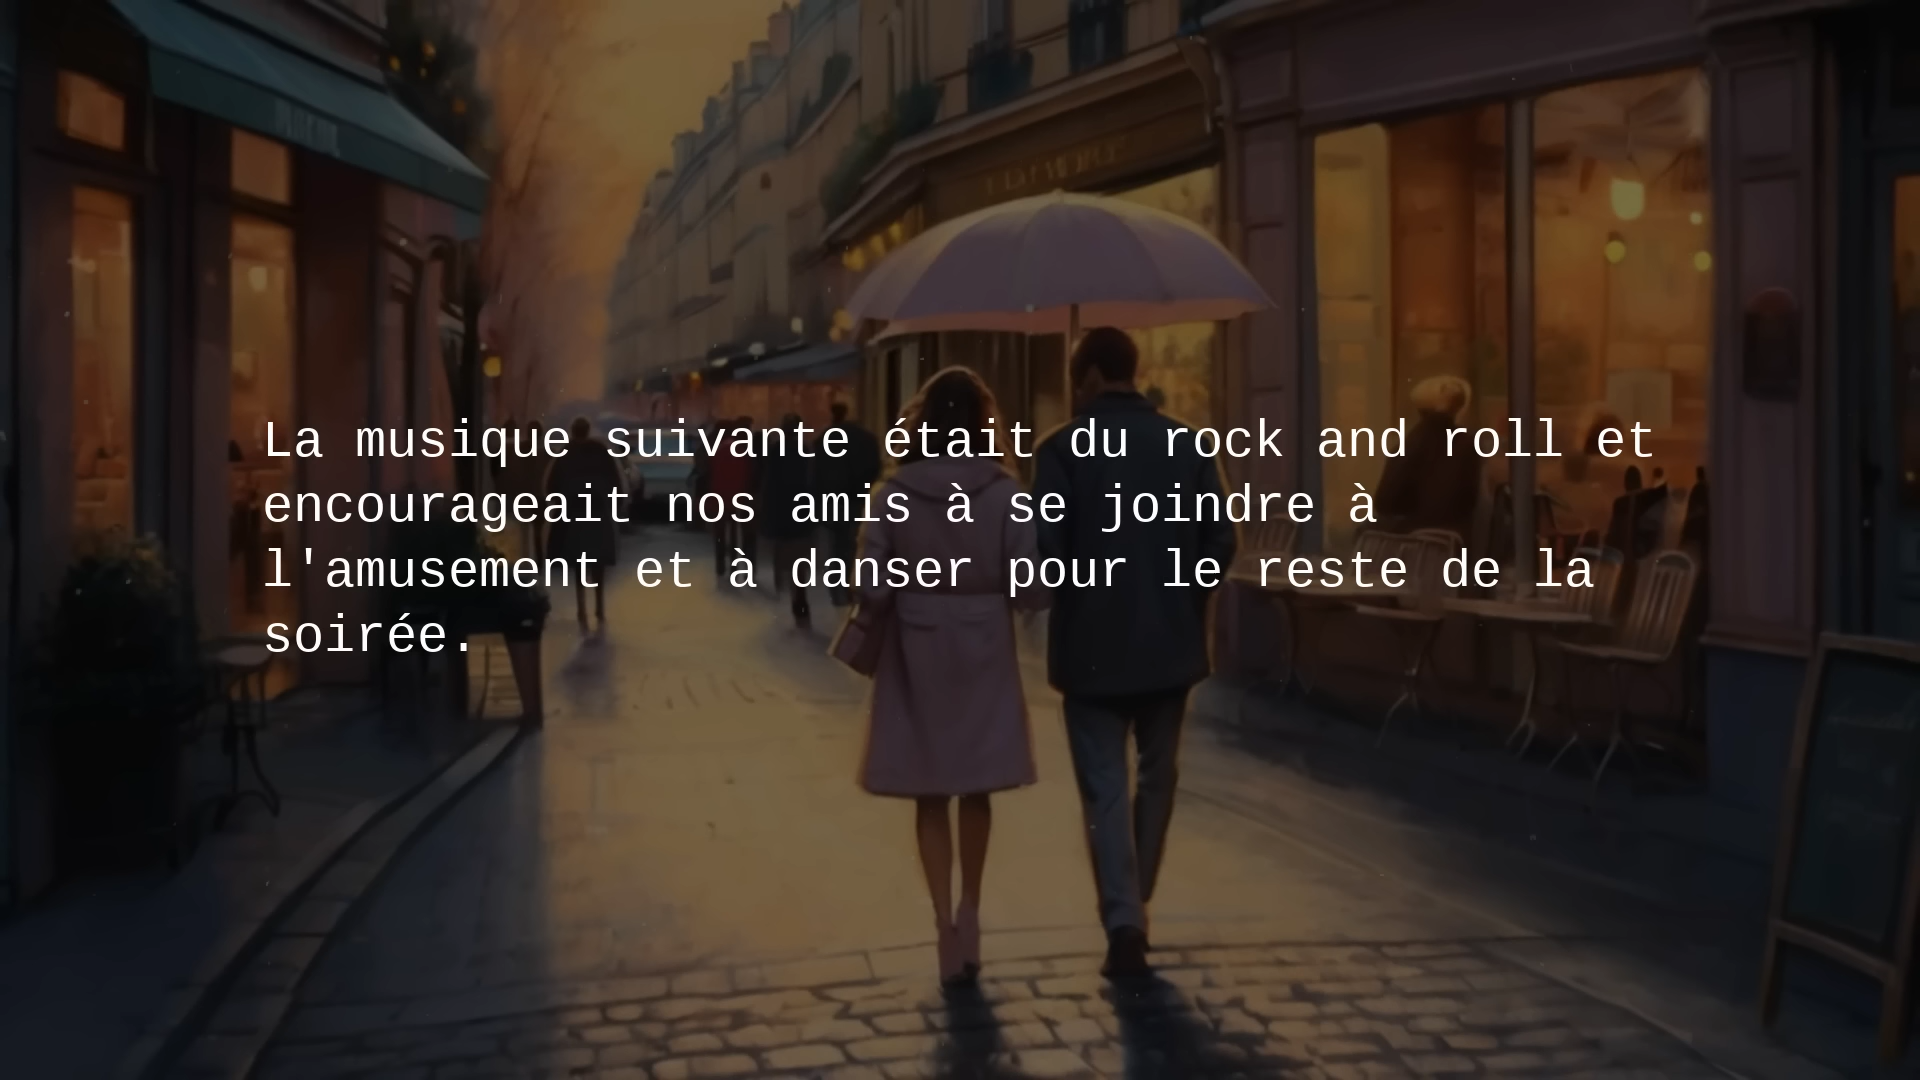 La musique suivante était du rock and roll et
encourageait nos amis à se joindre à
l'amusement et à danser pour le reste de la
soirée.